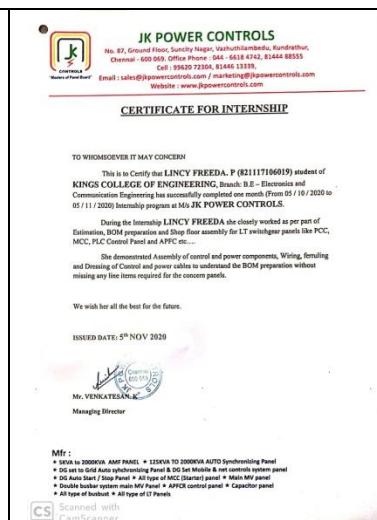 JK POWER CONTROLS
No. 87, Ground Floor, Suncity Nagar, Vazhuthilambedu, Kundrathur,
Chennai - 600 069. Office Phone : 044 - 6618 4742, 81444 88555
Cell : 99620 72304, 81446 13339,
Email : sales@jkpowercontrols.com / marketing@jkpowercontrols.com
Website : www.jkpowercontrols.com
jk
CONTROLS
"Masters of Panel Board"
CERTIFICATE FOR INTERNSHIP
TO WHOMSOEVER IT MAY CONCERN
This is to Certify that LINCY FREEDA. P (821117106019) student of
KINGS COLLEGE OF ENGINEERING, Branch: B.E – Electronics and
Communication Engineering has successfully completed one month (From 05 / 10 / 2020 to
05 / 11 / 2020) Internship program at M/s JK POWER CONTROLS.
During the Internship LINCY FREEDA she closely worked as per part of
Estimation, BOM preparation and Shop floor assembly for LT switchgear panels like PCC,
MCC, PLC Control Panel and APFC etc....
She demonstrated Assembly of control and power components, Wiring, ferruling
and Dressing of Control and power cables to understand the BOM preparation without
missing any line items required for the concern panels.
We wish her all the best for the future.
ISSUED DATE: 5th NOV 2020
Chennai
600 069
Mr. VENKATESAN. K
Managing Director
Mfr :
* 5KVA to 2000KVA AMF PANEL * 125KVA TO 2000KVA AUTO Synchronizing Panel
* DG set to Grid Auto sychchronizing Panel & DG Set Mobile & net controls system panel
* DG Auto Start / Stop Panel * All type of MCC (Starter) panel * Main MV panel
* Double busbar system main MV Panel * APFCR control panel * Capacitor panel
* All type of busbust * All type of LT Panels
CS Scanned with
CamScanner